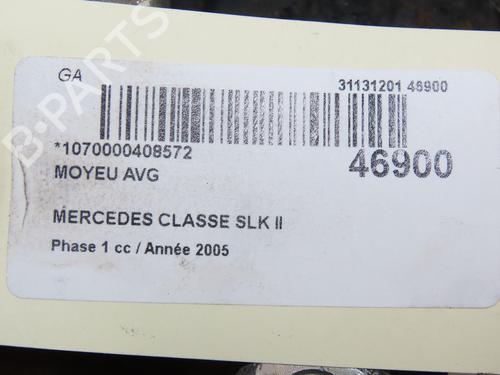 GA
31131201 46900
*1070000408572
46900
MOYEU AVG
MERCEDES CLASSE SLK II
Phase 1 cc / Année 2005
B-PARTS